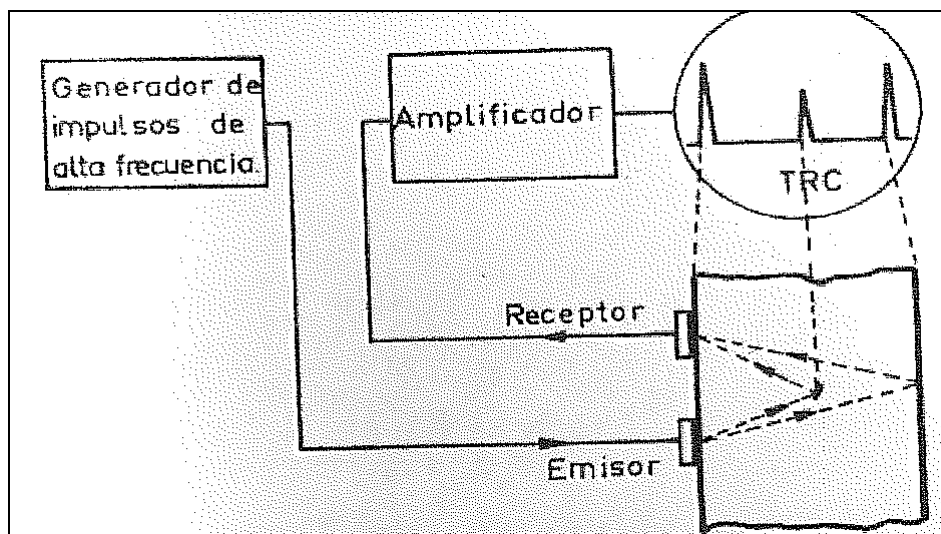 Generador de
impulsos de
alta frecuencia.
Amplificador
TRC
Receptor
Emisor